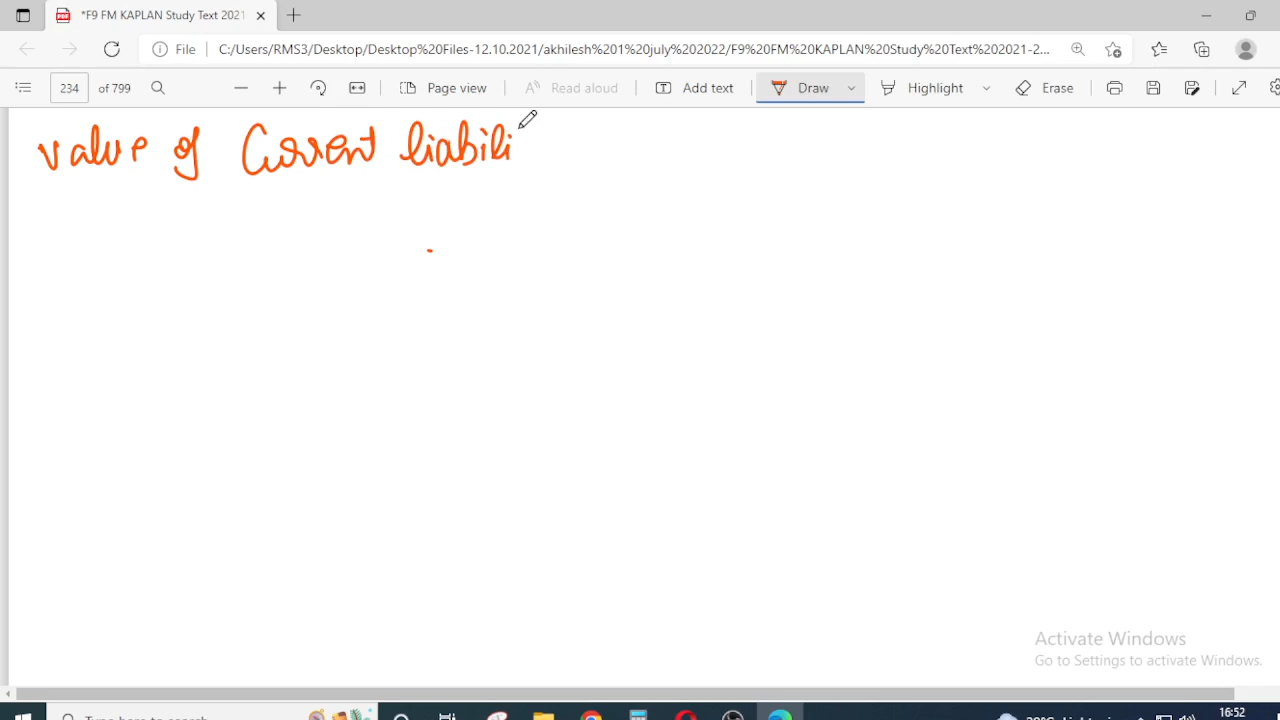 *F9 FM KAPLAN Study Text 2021
File C:/Users/RMS3/Desktop/Desktop%20Files-12.10.2021/akhilesh%201%20july%202022/F9%20FM%20KAPLAN%20Study%20Text%202021-2...
234 of 799 Page view Read aloud Add text Draw Highlight Erase
value of Current liabili
Activate Windows
Go to Settings to activate Windows.
16:52